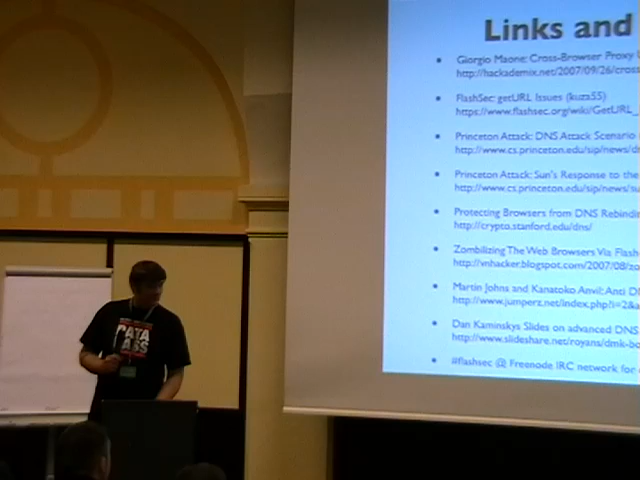 Links and
Giorgio Maone: Cross-Browser Proxy
http://hackademix.net/2007/09/26/cross
FlashSec: getURL Issues (kuza55)
https://www.flashsec.org/wiki/GetURL_
Princeton Attack: DNS Attack Scenario
http://www.cs.princeton.edu/sip/news/d
Princeton Attack: Sun's Response to the
http://www.cs.princeton.edu/sip/news/su
Protecting Browsers from DNS Rebindin
http://crypto.stanford.edu/dns/
Zombilizing The Web Browsers Via Flash
http://vnhacker.blogspot.com/2007/08/zo
Martin Johns and Kanatoko Anvil: Anti D
http://www.jumperz.net/index.php?i=2&a
Dan Kaminskys Slides on advanced DNS
http://www.slideshare.net/royans/dmk-bo
#flashsec @ Freenode IRC network for